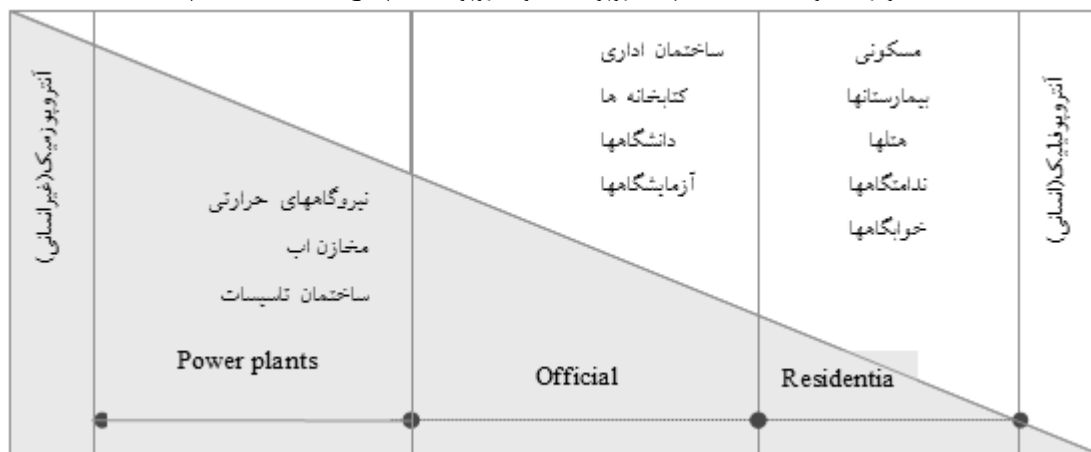 آنتروپوفیلیک(انسانی)
مسکونی
بیمارستانها
هتلها
ندامتگاهها
خوابگاهها
ساختمان اداری
کتابخانه ها
دانشگاهها
آزمایشگاهها
نیروگاههای حرارتی
مخازن اب
ساختمان تاسیسات
آنتروپوزمیک(غیرانسانی)
Power plants
Official
Residentia